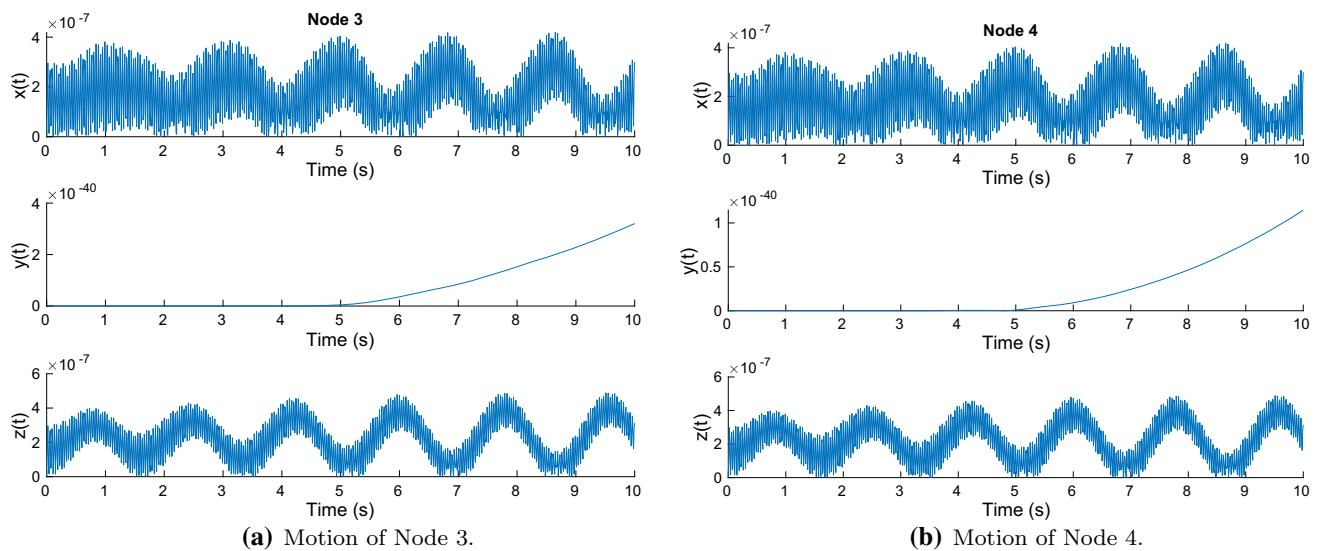 Node 3
×10 -7
x(t)
4
2
0
0 1 2 3 4 5 6 7 8 9 10
Time (s)
×10 -40
y(t)
4
2
0
0 1 2 3 4 5 6 7 8 9 10
Time (s)
×10 -7
z(t)
6
4
2
0
0 1 2 3 4 5 6 7 8 9 10
Time (s)
(a) Motion of Node 3.
Node 4
×10 -7
x(t)
4
2
0
0 1 2 3 4 5 6 7 8 9 10
Time (s)
×10 -40
y(t)
1
0.5
0
0 1 2 3 4 5 6 7 8 9 10
Time (s)
×10 -7
z(t)
6
4
2
0
0 1 2 3 4 5 6 7 8 9 10
Time (s)
(b) Motion of Node 4.